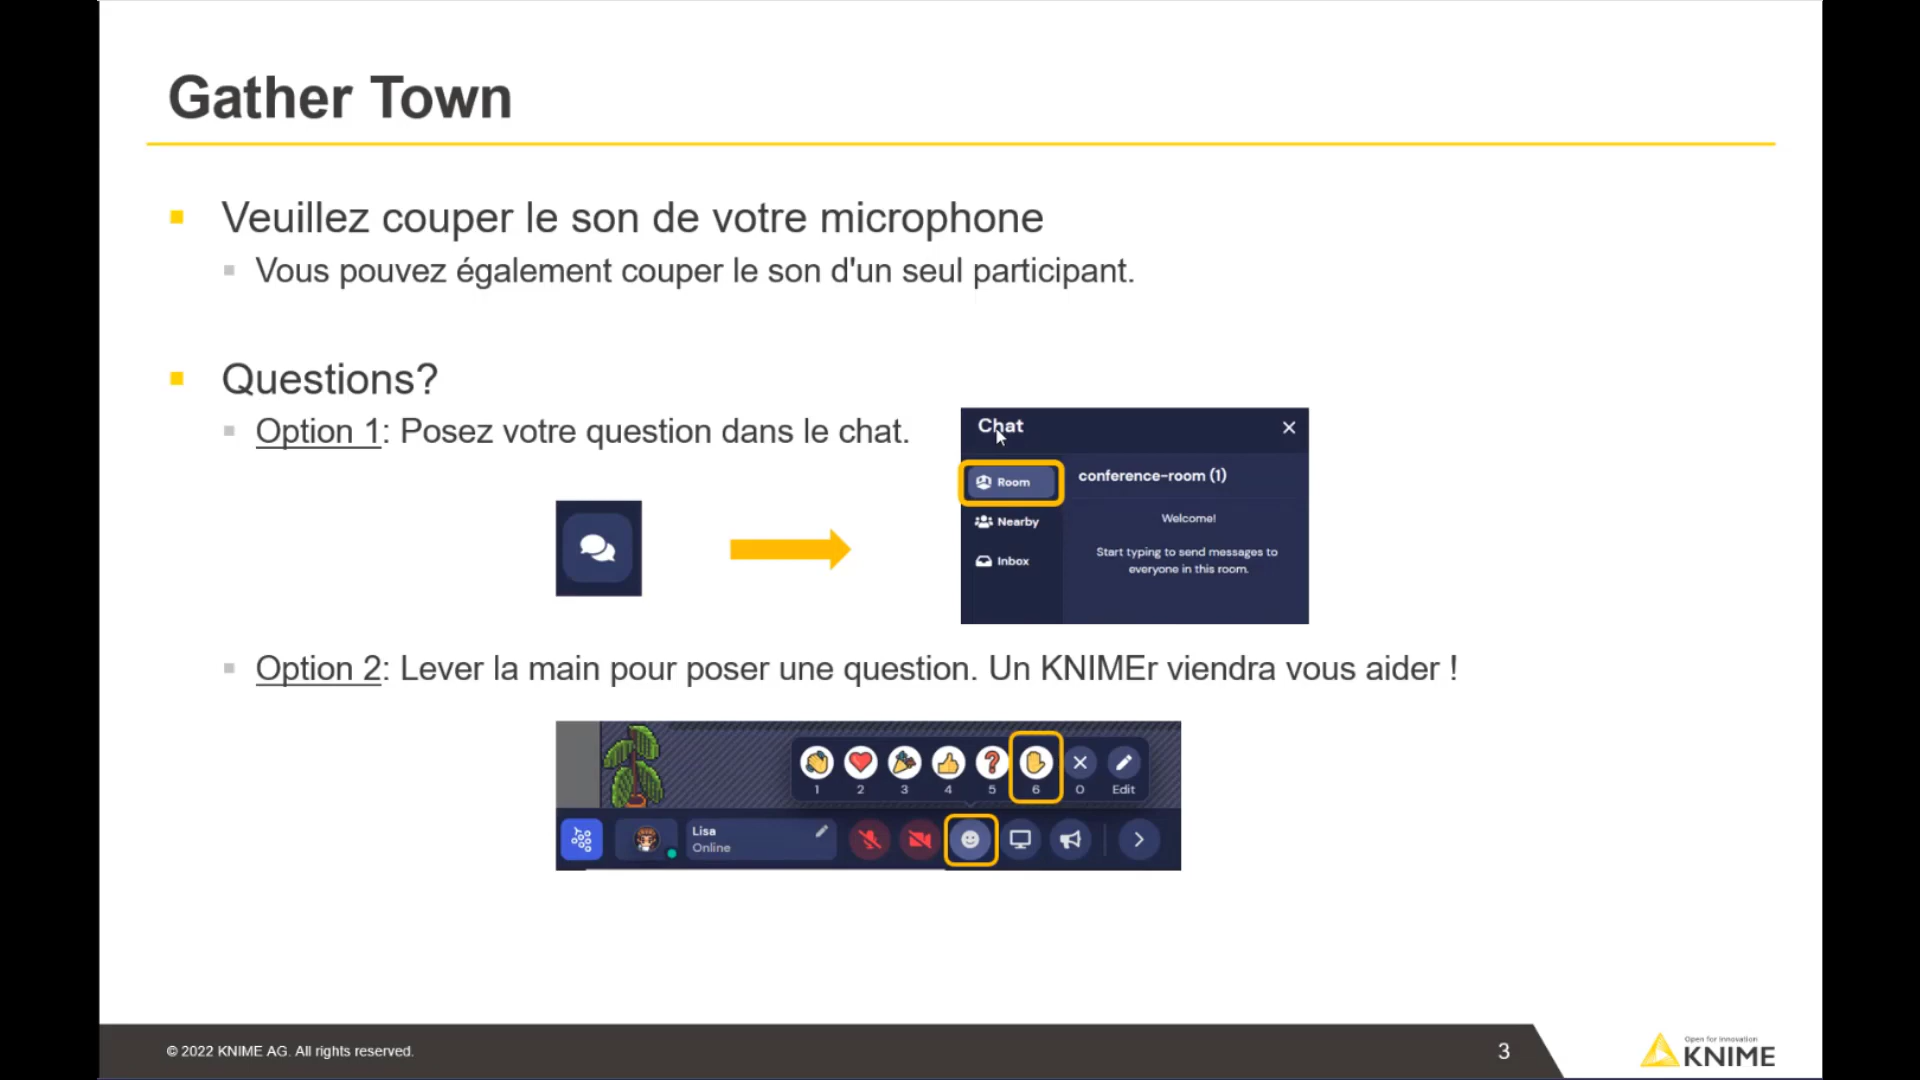 Gather Town
Veuillez couper le son de votre microphone
Vous pouvez également couper le son d'un seul participant.
Questions?
Option 1: Posez votre question dans le chat.
Chat
Room
Nearby
Inbox
conference-room (1)
Welcome!
Start typing to send messages to
everyone in this room.
Option 2: Lever la main pour poser une question. Un KNIMEr viendra vous aider !
1 2 3 4 5 6 0 Edit
Lisa
Online
© 2022 KNIME AG. All rights reserved.
3
Open for Innovation
KNIME